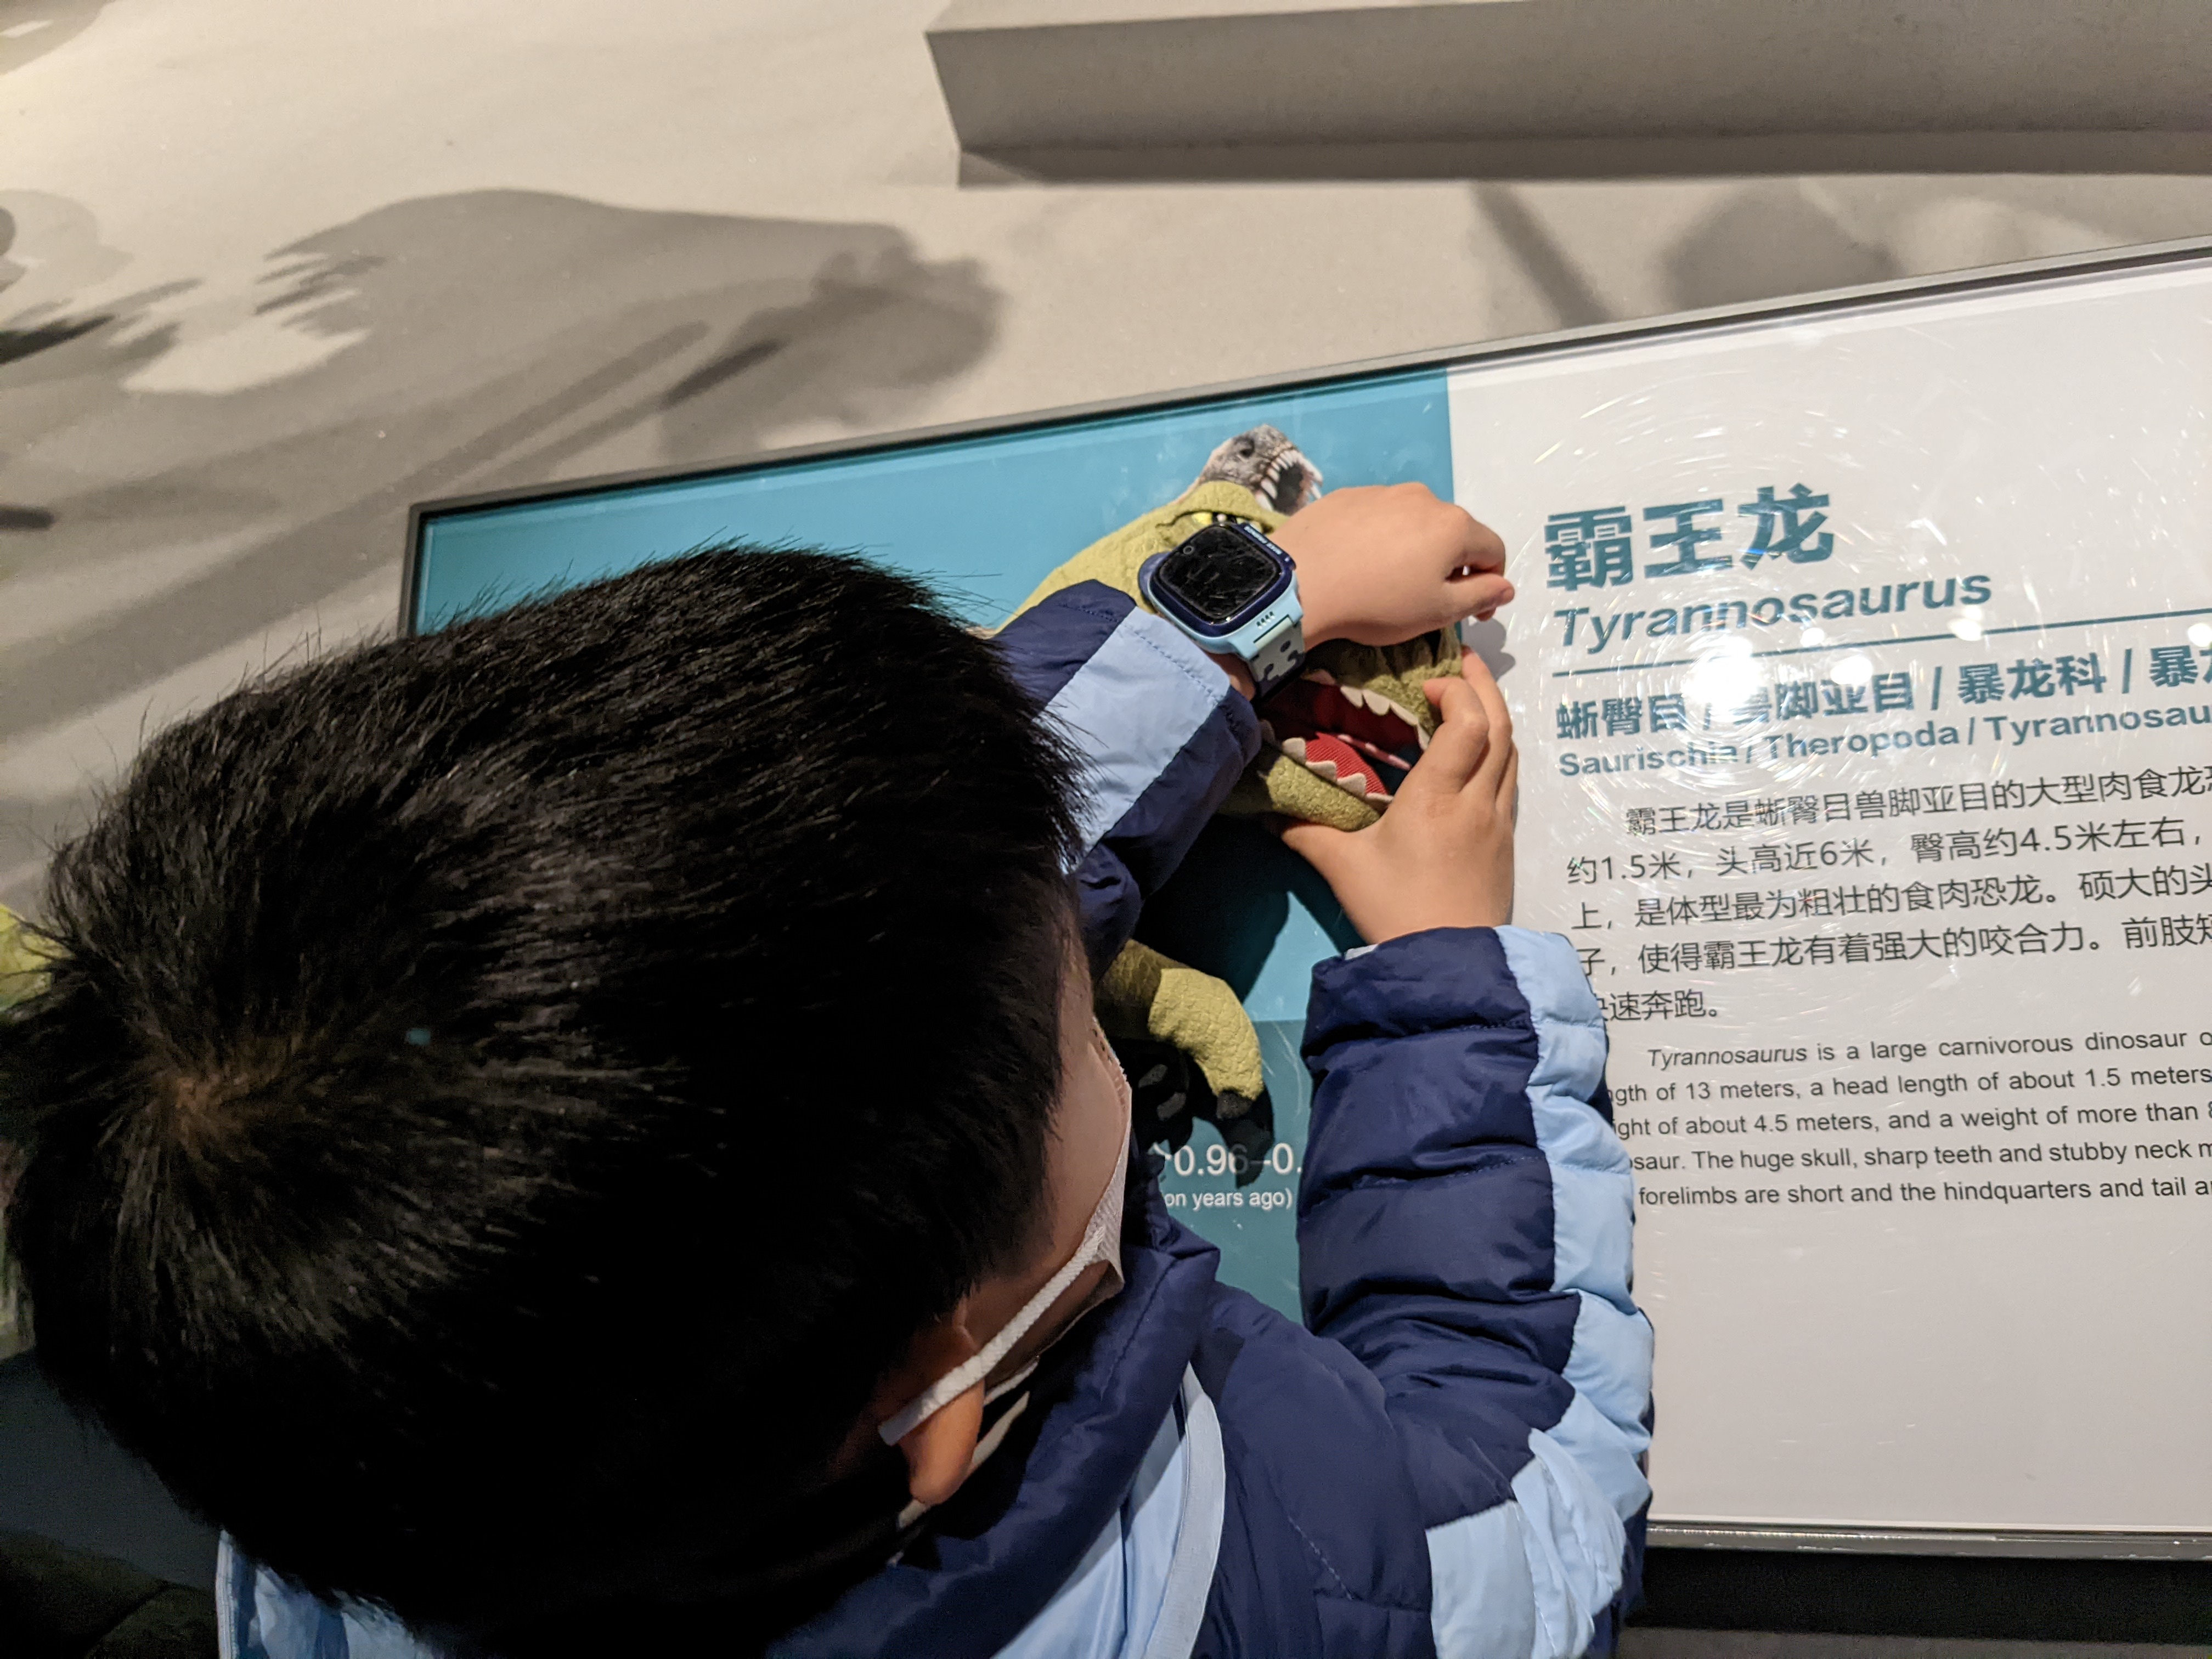 霸王龙
Tyrannosaurus
蜥臀目 / 兽脚亚目 / 暴龙科 / 暴
Saurischia / Theropoda / Tyrannosau
霸王龙是蜥臀目兽脚亚目的大型肉食龙
约1.5米，头高近6米，臀高约4.5米左右，
上，是体型最为粗壮的食肉恐龙。硕大的头
子，使得霸王龙有着强大的咬合力。前肢短
速奔跑。
Tyrannosaurus is a large carnivorous dinosaur
of 13 meters, a head length of about 1.5 meters
of about 4.5 meters, and a weight of more than
The huge skull, sharp teeth and stubby neck
forelimbs are short and the hindquarters and tail
0.96–0.
years ago)